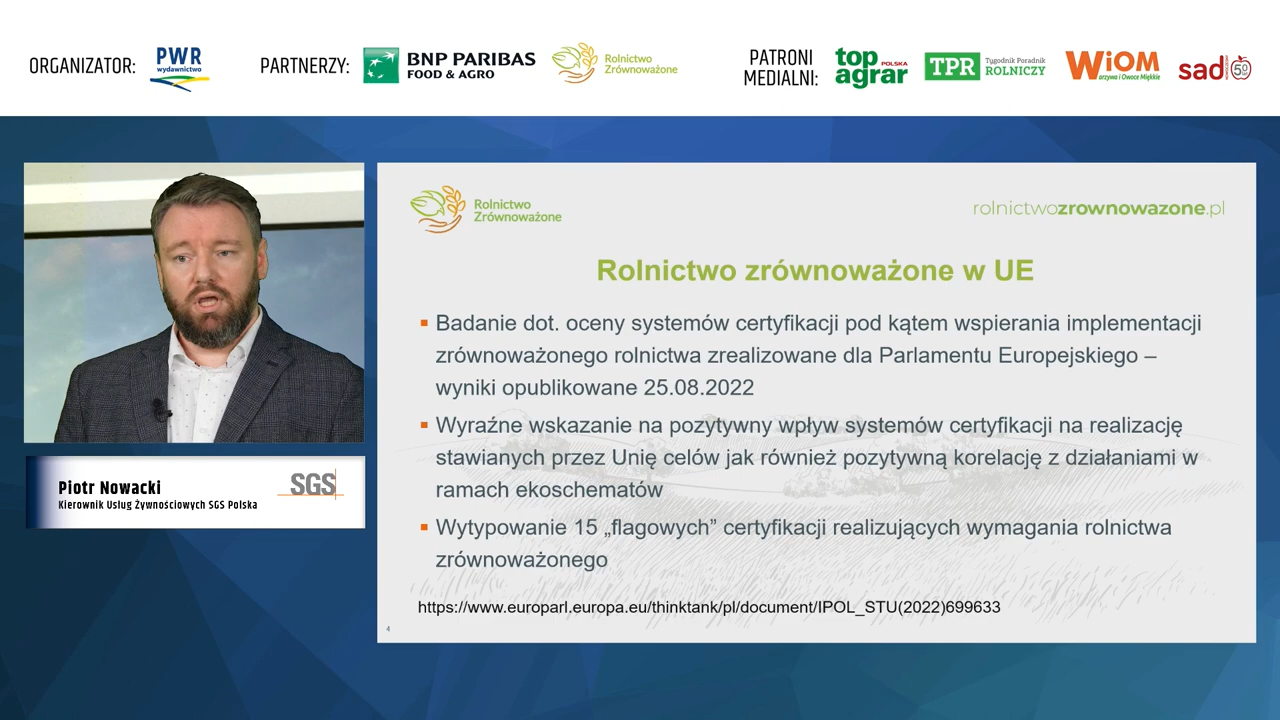 ORGANIZATOR:
PWR
wydawnictwo
PARTNERZY:
BNP PARIBAS
FOOD & AGRO
Rolnictwo
Zrównoważone
PATRONI
MEDIALNI:
top
agrar
POLSKA
TPR
Tygodnik Poradnik
ROLNICZY
WiOM
arzywa i Owoce Miękkie
sad
50
Rolnictwo
Zrównoważone
rolnictwozrownowazone.pl
Rolnictwo zrównoważone w UE
▪ Badanie dot. oceny systemów certyfikacji pod kątem wspierania implementacji
zrównoważonego rolnictwa zrealizowane dla Parlamentu Europejskiego –
wyniki opublikowane 25.08.2022
▪ Wyraźne wskazanie na pozytywny wpływ systemów certyfikacji na realizację
stawianych przez Unię celów jak również pozytywną korelację z działaniami w
ramach ekoschematów
▪ Wytypowanie 15 „flagowych” certyfikacji realizujących wymagania rolnictwa
zrównoważonego
https://www.europarl.europa.eu/thinktank/pl/document/IPOL_STU(2022)699633
4
Piotr Nowacki
Kierownik Usług Żywnościowych SGS Polska
SGS